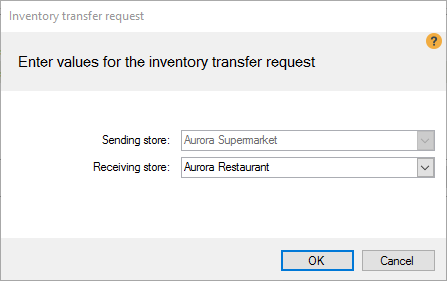 Inventory transfer request
?
Enter values for the inventory transfer request
Sending store: Aurora Supermarket
Receiving store: Aurora Restaurant
OK Cancel